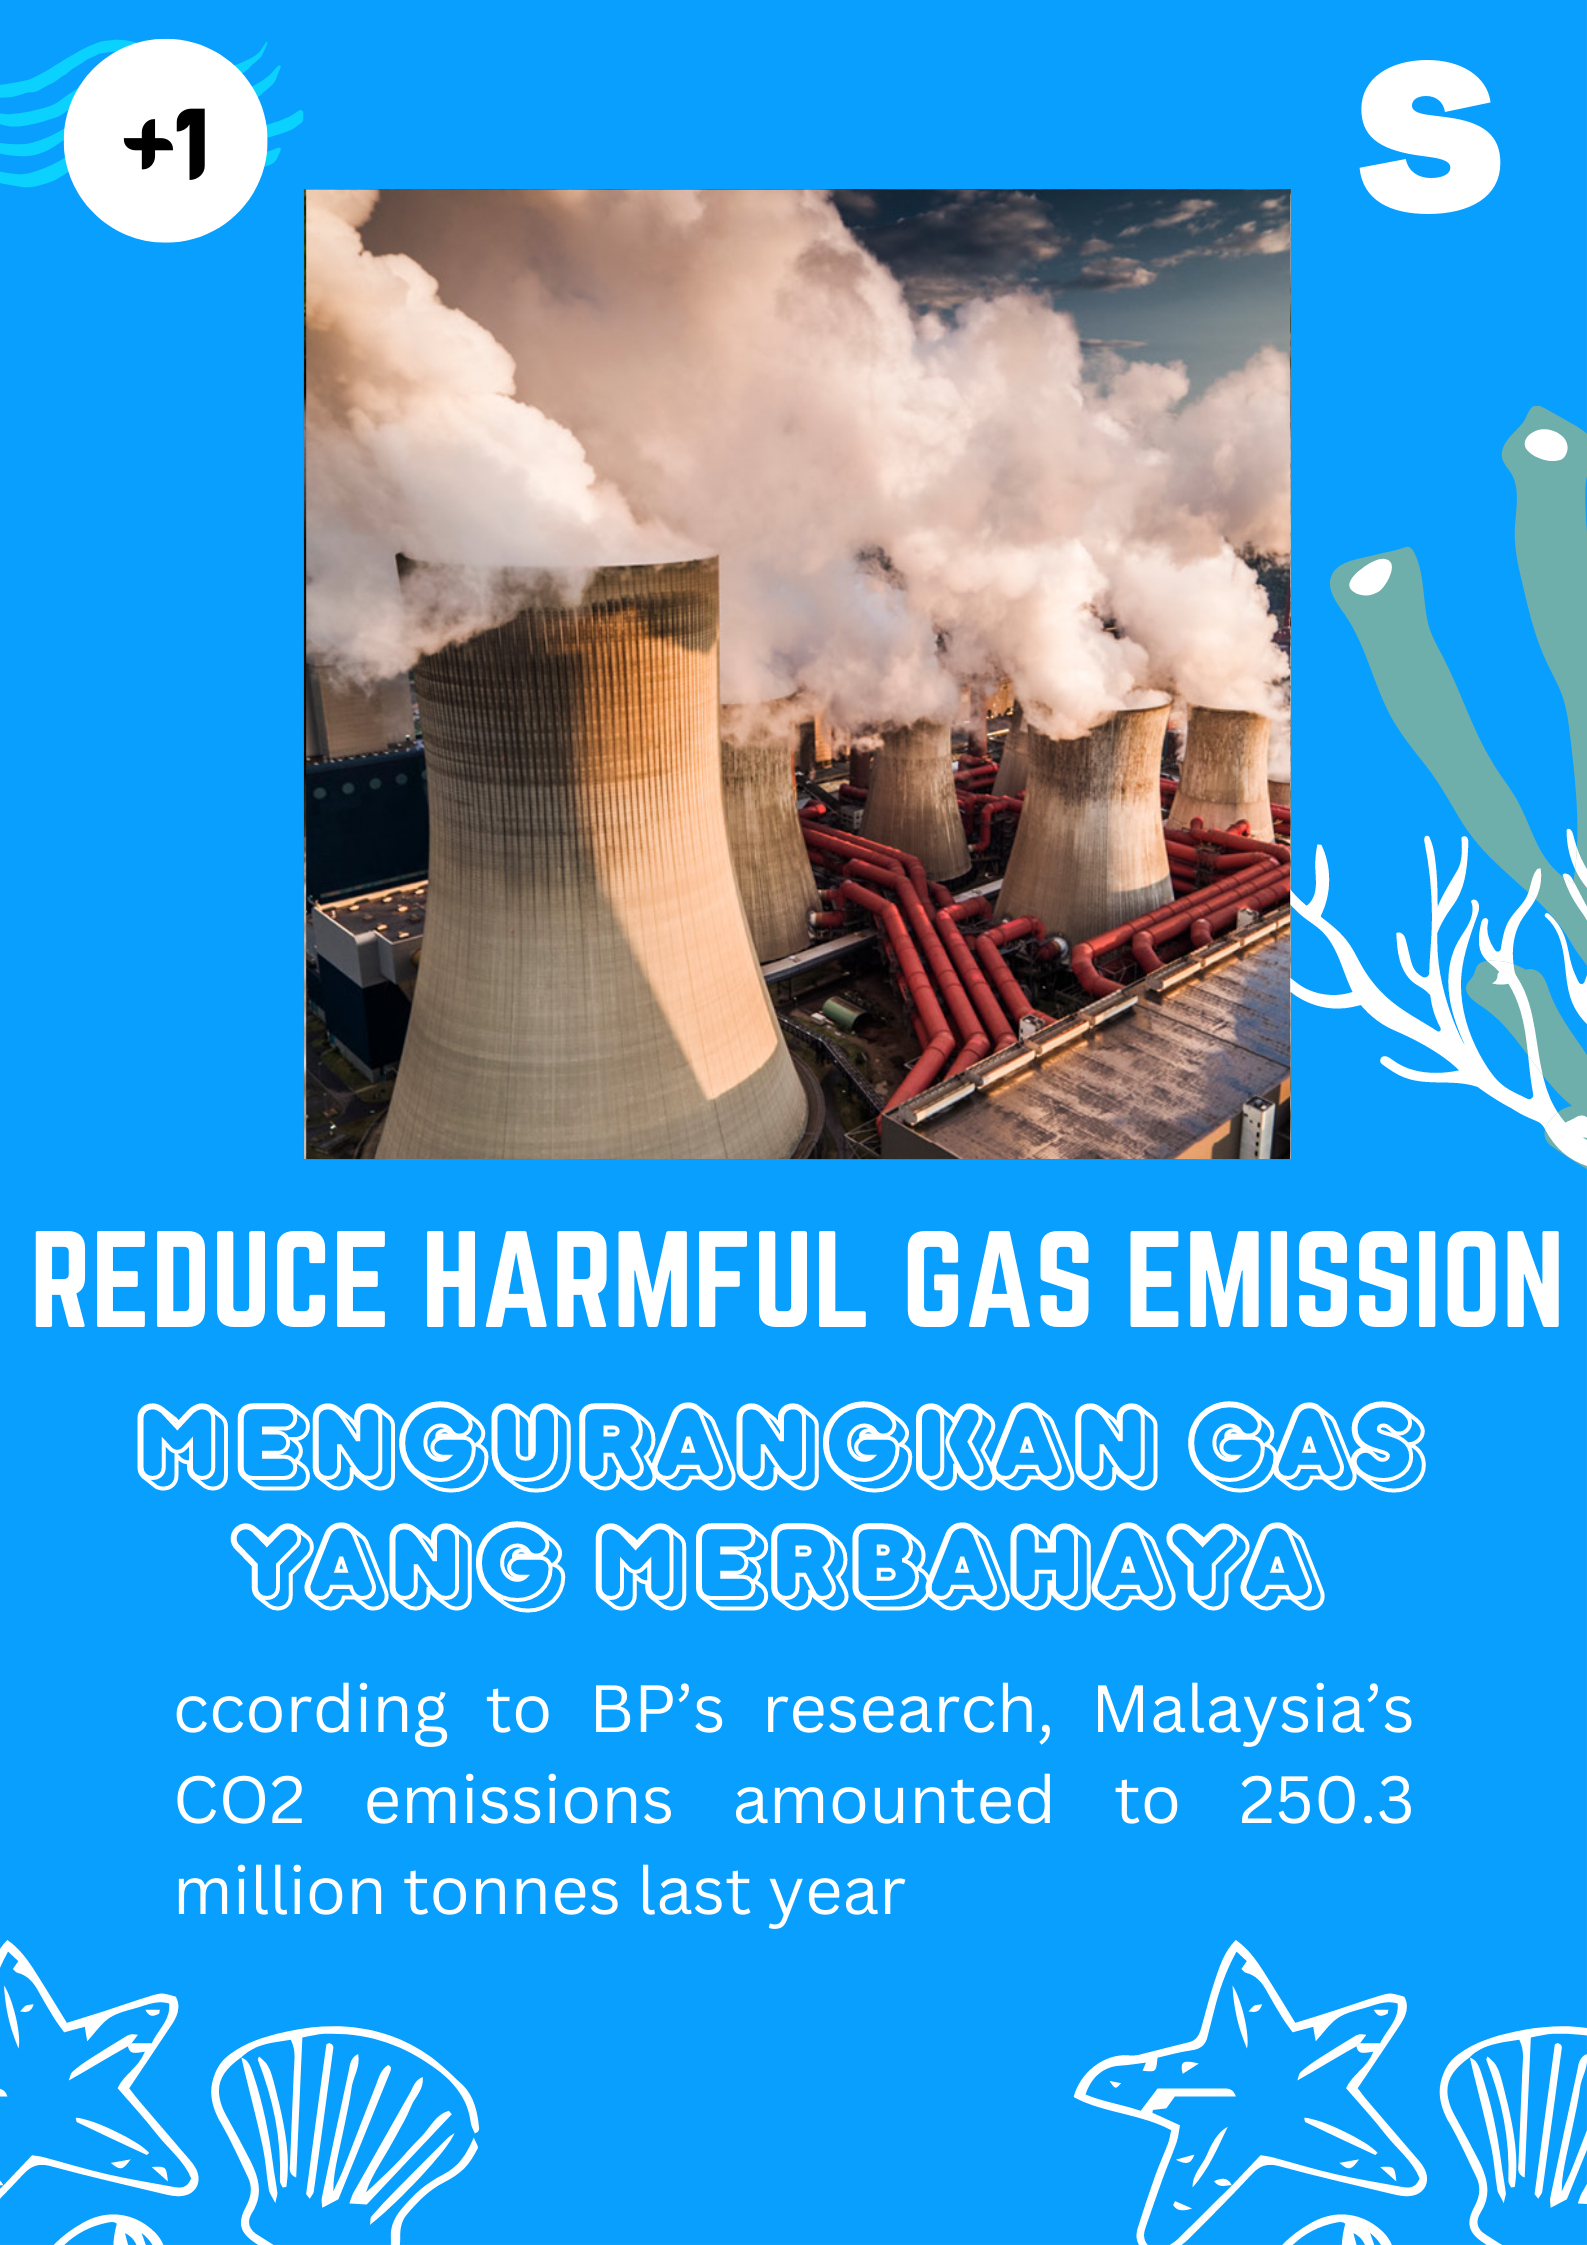 +1
S
REDUCE HARMFUL GAS EMISSION
MENGURANGKAN GAS
YANG MERBAHAYA
ccording to BP’s research, Malaysia’s
CO2 emissions amounted to 250.3
million tonnes last year